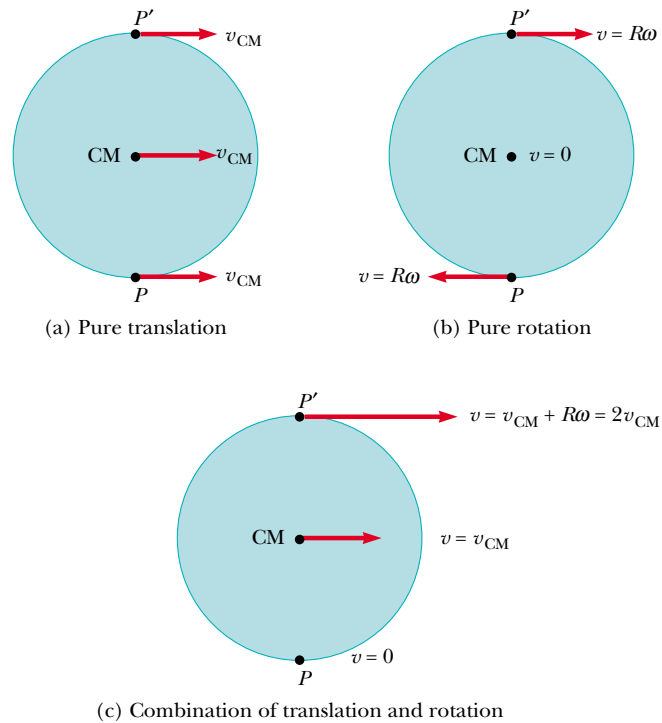 P′
v_CM
CM
v_CM
P
v_CM
(a) Pure translation
P′
v = Rω
CM
v = 0
v = Rω
P
(b) Pure rotation
P′
v = v_CM + Rω = 2v_CM
CM
v = v_CM
P
v = 0
(c) Combination of translation and rotation